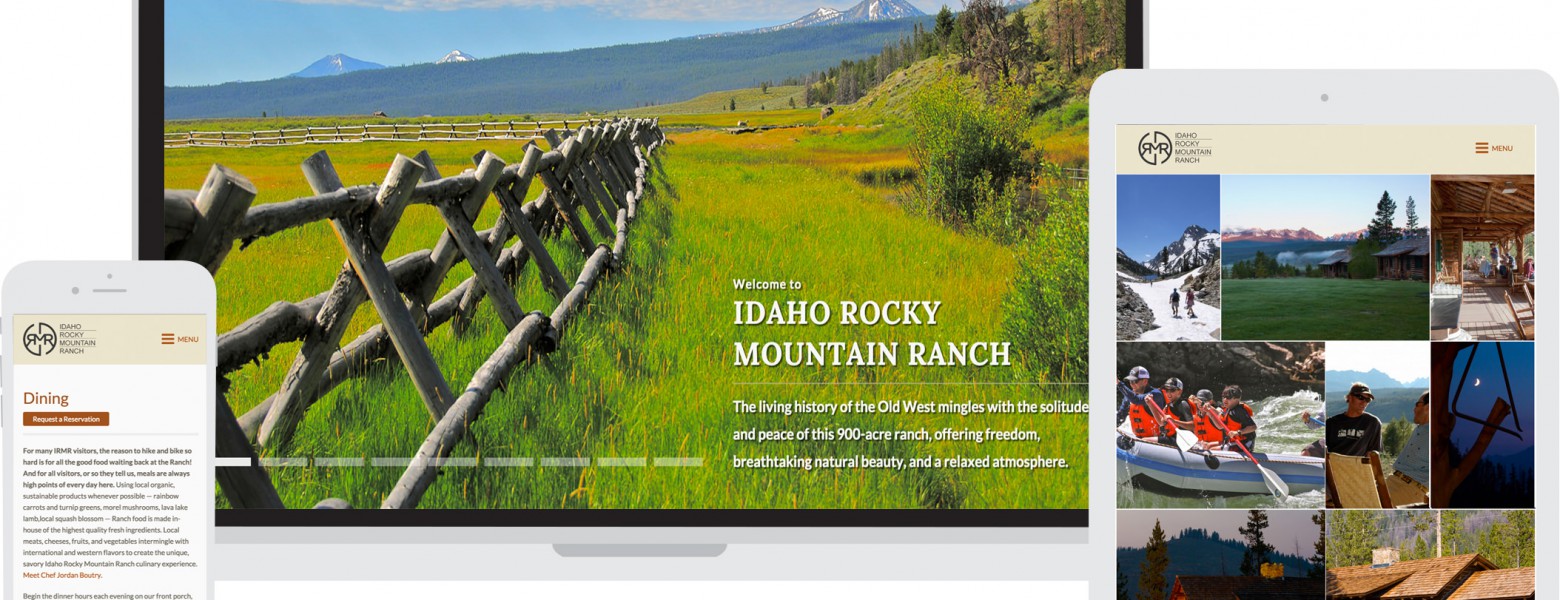 Welcome to
IDAHO ROCKY
MOUNTAIN RANCH
The living history of the Old West mingles with the solitude
and peace of this 900-acre ranch, offering freedom,
breathtaking natural beauty, and a relaxed atmosphere.
RMR
IDAHO
ROCKY
MOUNTAIN
RANCH
MENU
Dining
Request a Reservation
For many IRMR visitors, the reason to hike and bike so
hard is for all the good food waiting back at the Ranch!
And for all visitors, or so they tell us, meals are always
high points of every day here. Using local organic,
sustainable products whenever possible — rainbow
carrots and turnip greens, morel mushrooms, lava lake
lamb,local squash blossom — Ranch food is made in-
house of the highest quality fresh ingredients. Local
meats, cheeses, fruits, and vegetables intermingle with
international and western flavors to create the unique,
savory Idaho Rocky Mountain Ranch culinary experience.
Meet Chef Jordan Boutry.
Begin the dinner hours each evening on our front porch,
RMR
IDAHO
ROCKY
MOUNTAIN
RANCH
MENU